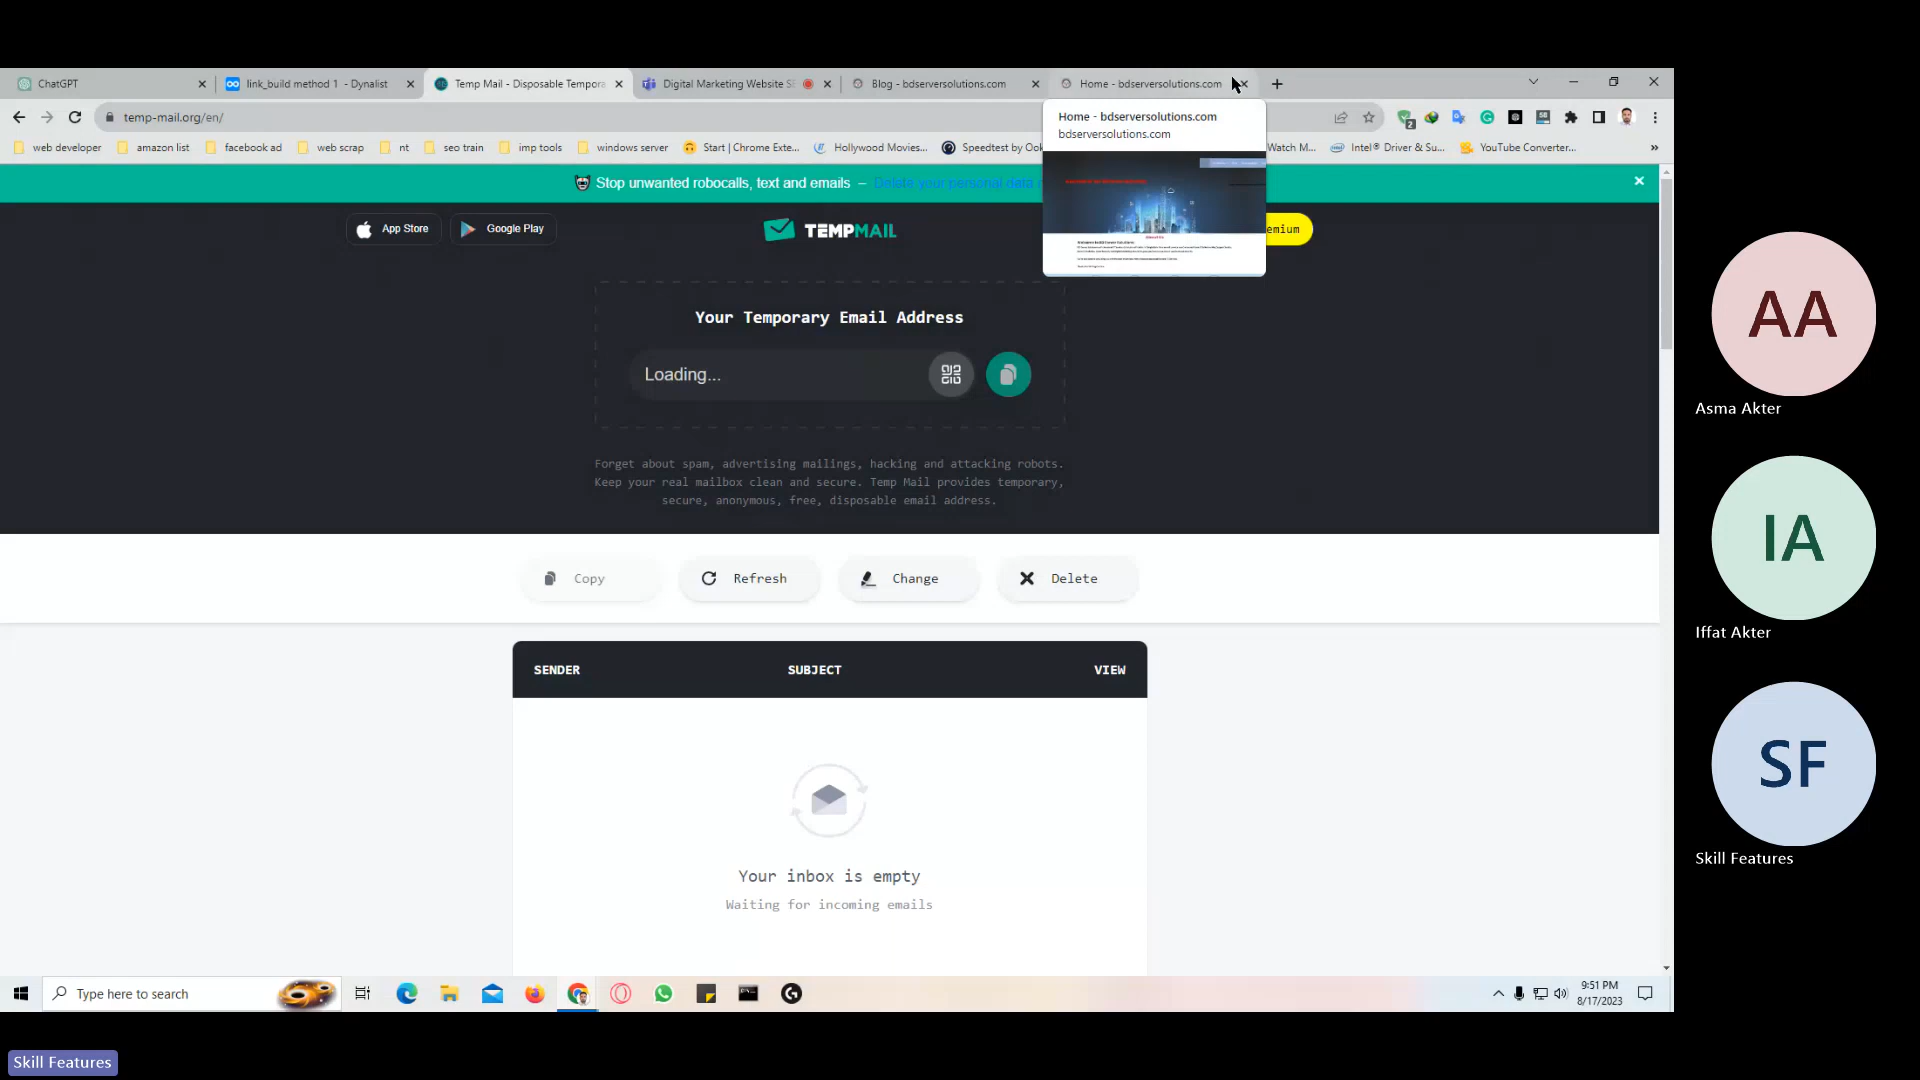 ChatGPT
link_build method 1 - Dynalist
Temp Mail - Disposable Tempora
Digital Marketing Website S
Blog - bdserversolutions.com
Home - bdserversolutions.com
temp-mail.org/en/
Home - bdserversolutions.com
bdserversolutions.com
2
web developer
amazon list
facebook ad
web scrap
nt
seo train
imp tools
windows server
Start | Chrome Exte...
Hollywood Movies...
Speedtest by Ook
Watch M...
Intel® Driver & Su...
YouTube Converter...
Stop unwanted robocalls, text and emails – Delete your personal data
App Store
Google Play
TEMPMAIL
emium
Your Temporary Email Address
Loading...
Forget about spam, advertising mailings, hacking and attacking robots.
Keep your real mailbox clean and secure. Temp Mail provides temporary,
secure, anonymous, free, disposable email address.
Copy
Refresh
Change
Delete
SENDER
SUBJECT
VIEW
Your inbox is empty
Waiting for incoming emails
AA
Asma Akter
IA
Iffat Akter
SF
Skill Features
Type here to search
9:51 PM
8/17/2023
Skill Features